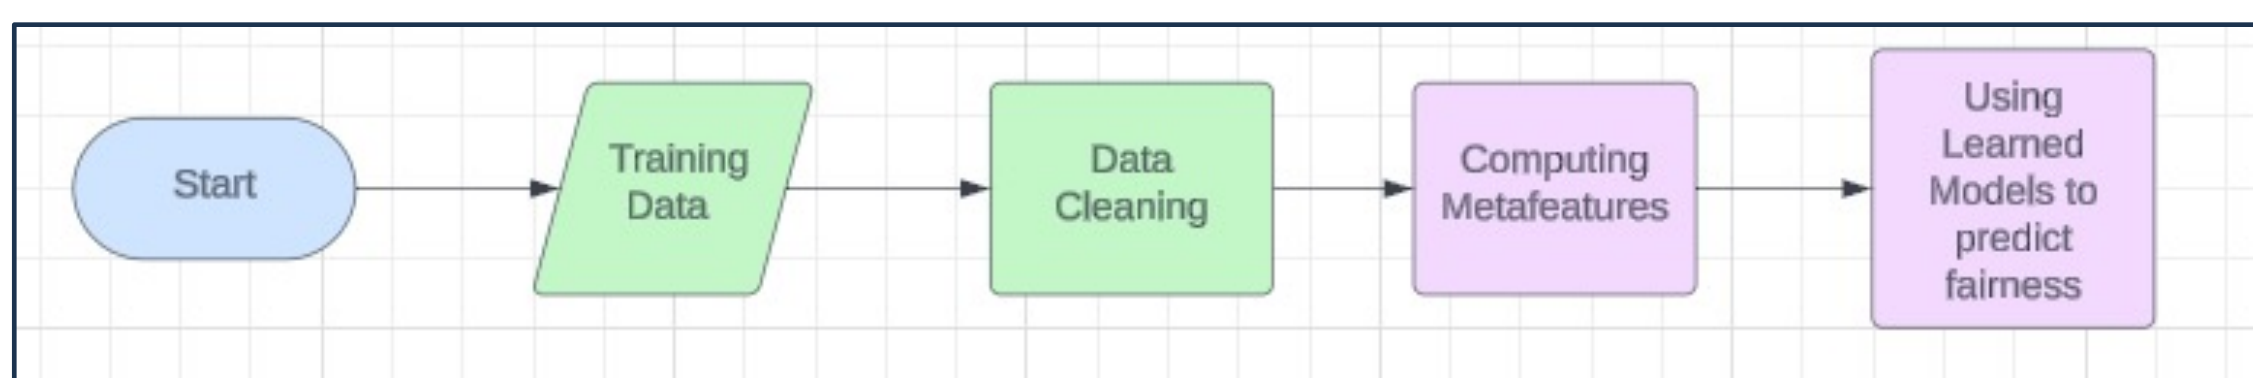 Start
Training
Data
Data
Cleaning
Computing
Metafeatures
Using
Learned
Models to
predict
fairness